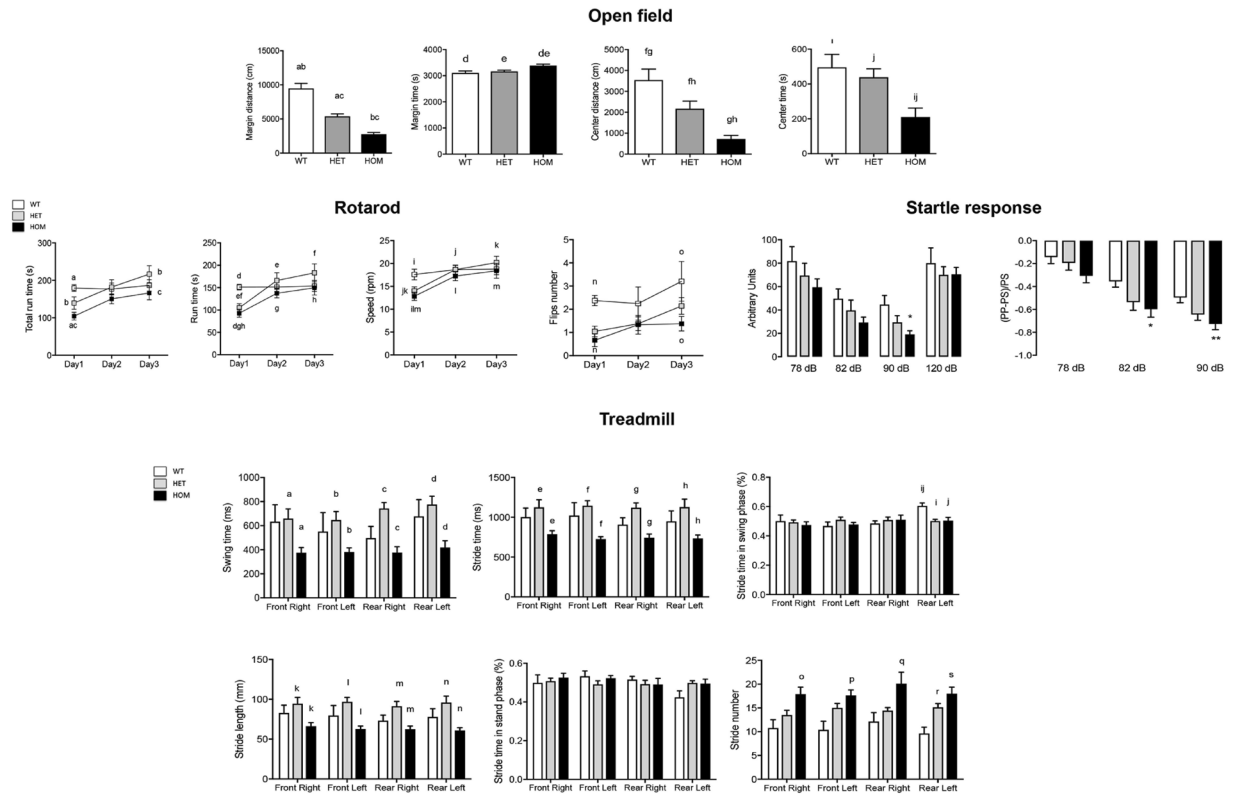 Open field
Margin distance (cm)
15000
10000
5000
0
ab
ac
bc
WT HET HOM
Margin time (s)
4000
3000
2000
1000
0
d e de
WT HET HOM
Center distance (cm)
5000
4000
3000
2000
1000
0
fg
fh
gh
WT HET HOM
Center time (s)
600
400
200
0
j
ij
WT HET HOM
WT
HET
HOM
Rotarod
Total run time (s)
300
200
100
0
a
b
ac
b
c
Day1 Day2 Day3
Run time (s)
200
150
100
50
0
d
ef
dgh
e
g
f
h
Day1 Day2 Day3
Speed (rpm)
25
20
15
10
5
0
i
jk
ilm
j
l
k
m
Day1 Day2 Day3
Flips number
5
4
3
2
1
0
n
n
o
o
Day1 Day2 Day3
Startle response
Arbitrary Units
100
80
60
40
20
0
*
78 dB 82 dB 90 dB 120 dB
(PP-PS)/PS
0.0
-0.2
-0.4
-0.6
-0.8
-1.0
*
**
78 dB 82 dB 90 dB
Treadmill
WT
HET
HOM
Swing time (ms)
1000
800
600
400
200
0
a a b b c c d d
Front Right Front Left Rear Right Rear Left
Stride time (ms)
1500
1000
500
0
e e f f g g h h
Front Right Front Left Rear Right Rear Left
Stride time in swing phase (%)
0.8
0.6
0.4
0.2
0.0
ij i j
Front Right Front Left Rear Right Rear Left
Stride length (mm)
150
100
50
0
k k l l m m n n
Front Right Front Left Rear Right Rear Left
Stride time in stand phase (%)
0.6
0.4
0.2
0.0
Front Right Front Left Rear Right Rear Left
Stride number
25
20
15
10
5
0
o p q r s
Front Right Front Left Rear Right Rear Left